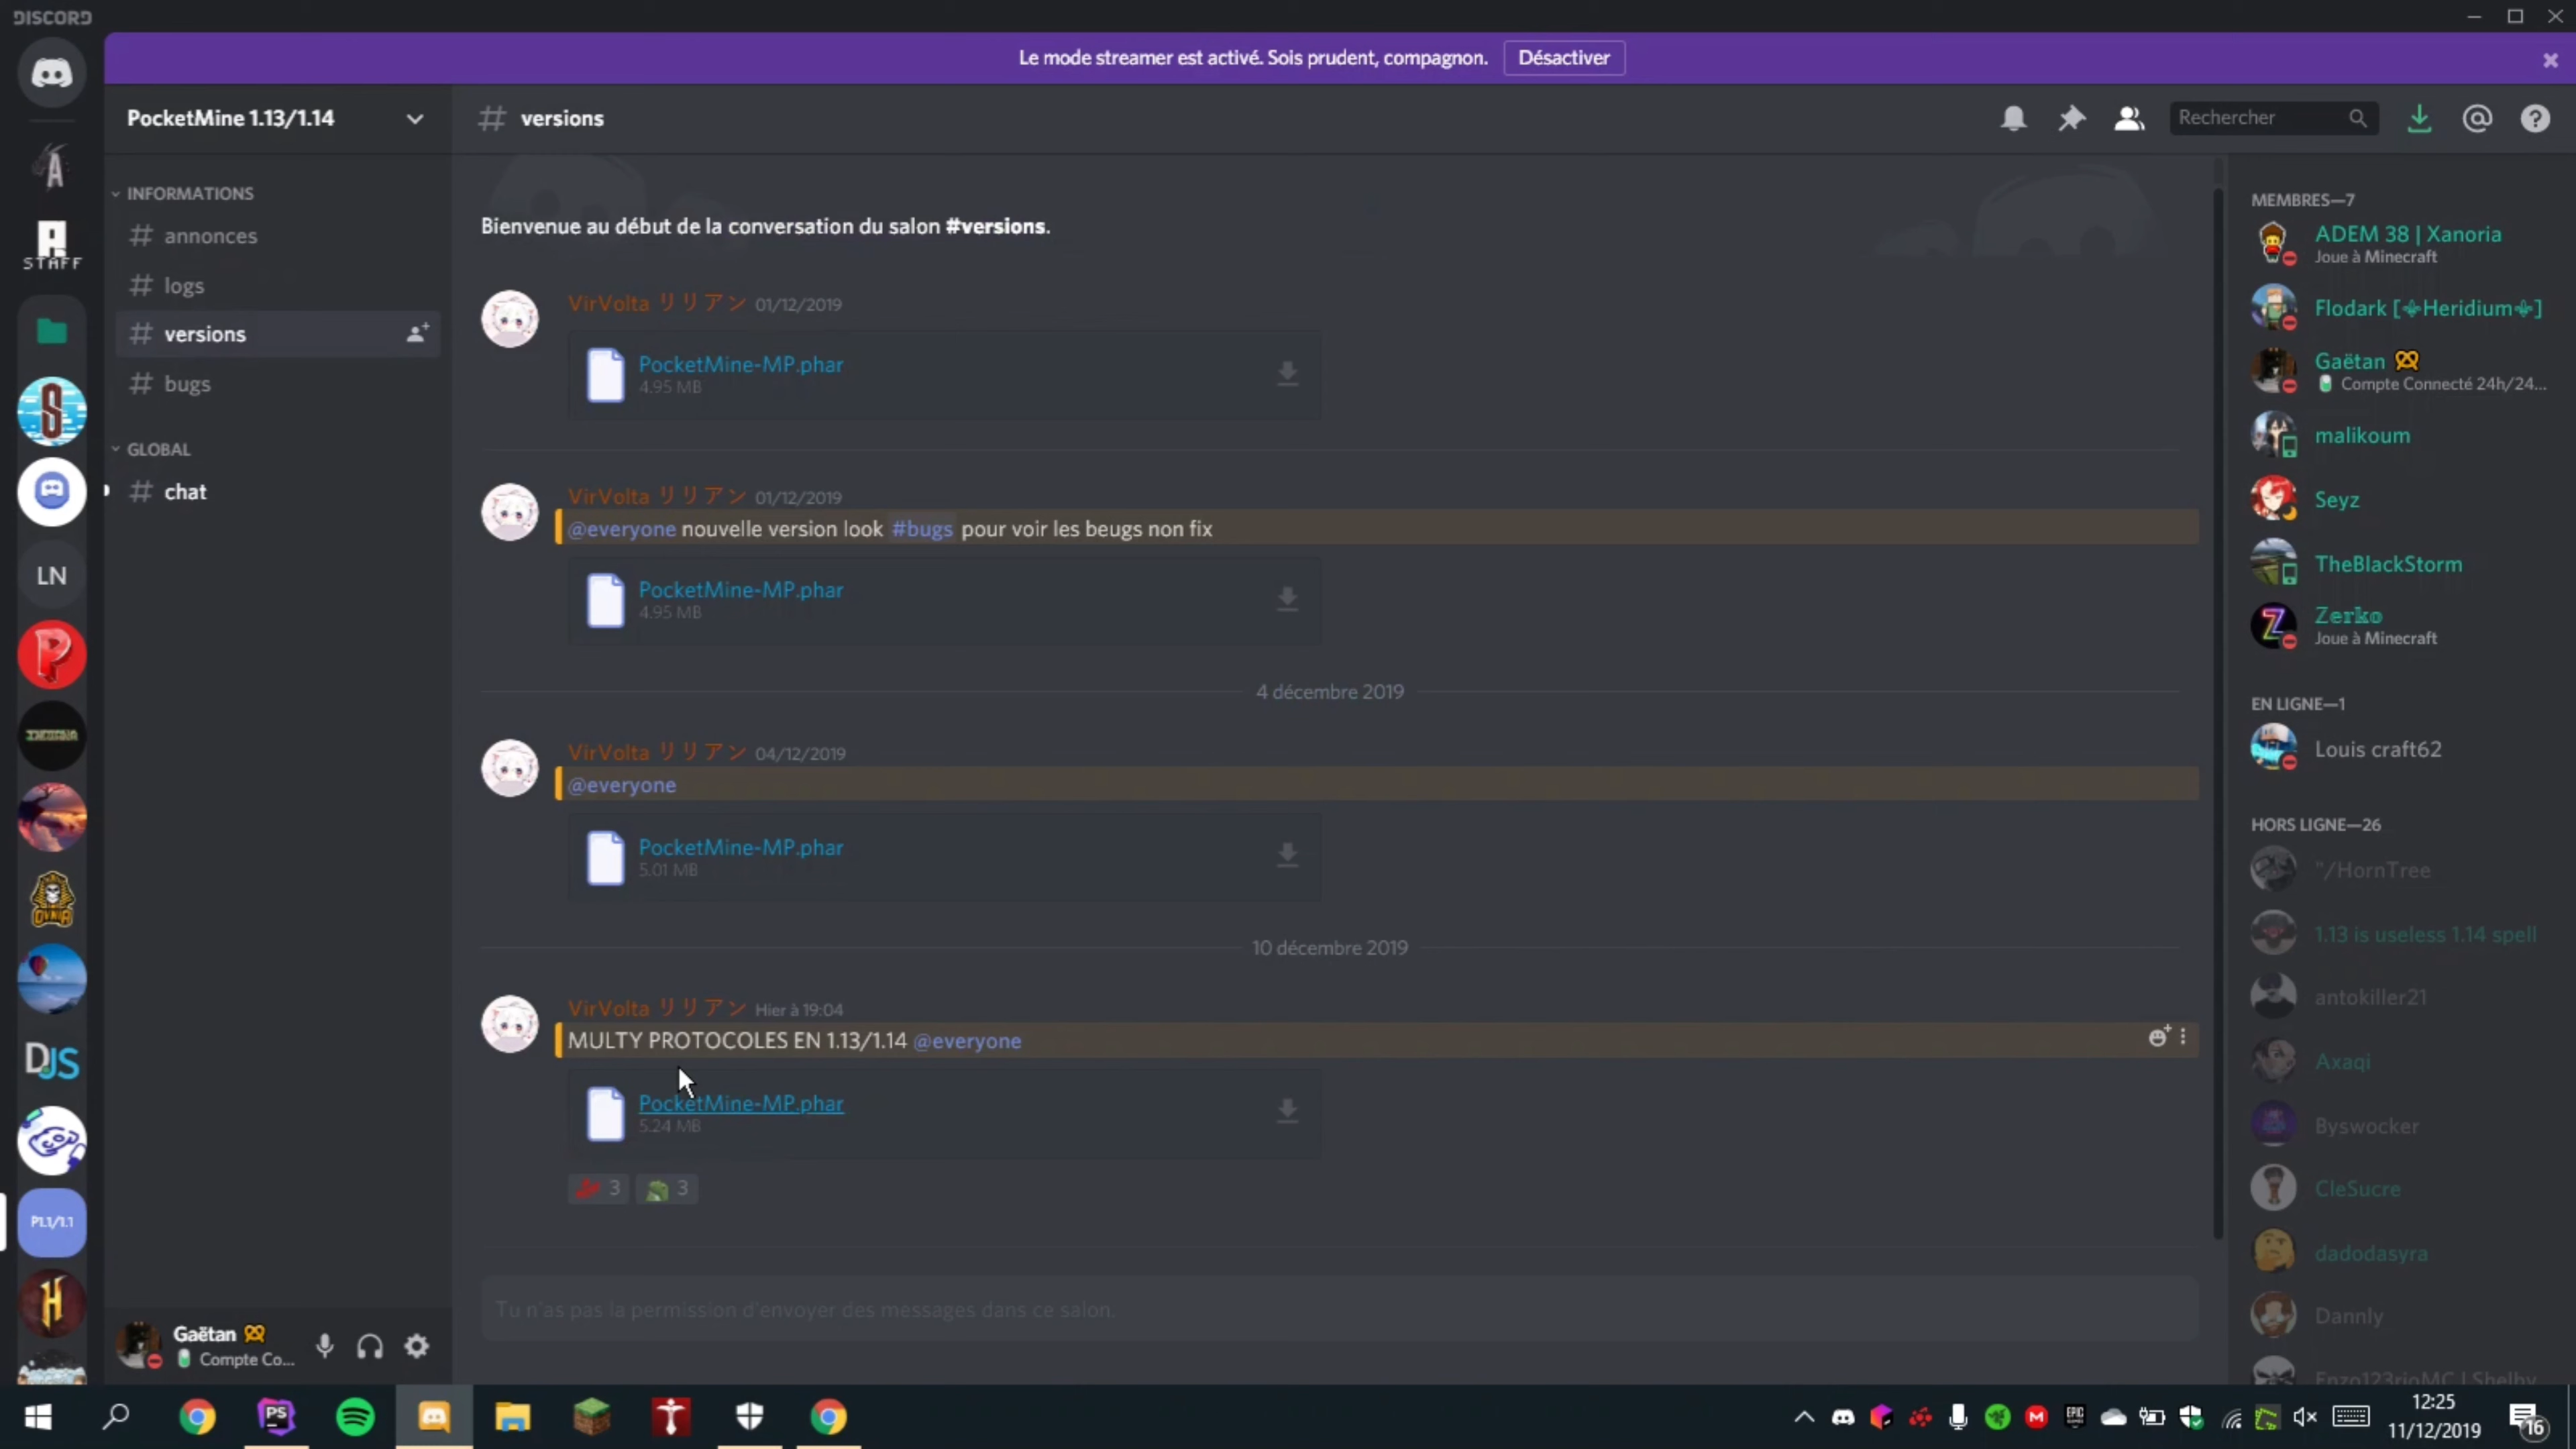 DISCORD
Le mode streamer est activé. Sois prudent, compagnon.
Désactiver
PocketMine 1.13/1.14
versions
Rechercher
INFORMATIONS
annonces
logs
versions
bugs
GLOBAL
chat
A
STAFF
S
LN
P
DJS
P1.1/1.1
H
Bienvenue au début de la conversation du salon #versions.
VirVolta リリアン 01/12/2019
PocketMine-MP.phar
4.95 MB
VirVolta リリアン 01/12/2019
@everyone nouvelle version look #bugs pour voir les beugs non fix
PocketMine-MP.phar
4.95 MB
4 décembre 2019
VirVolta リリアン 04/12/2019
@everyone
PocketMine-MP.phar
5.01 MB
10 décembre 2019
VirVolta リリアン Hier à 19:04
MULTY PROTOCOLES EN 1.13/1.14 @everyone
PocketMine-MP.phar
5.24 MB
3
3
Tu n'as pas la permission d'envoyer des messages dans ce salon.
MEMBRES—7
ADEM 38 | Xanoria
Joue à Minecraft
Flodark [⚜Heridium⚜]
Gaëtan 🥨
Compte Connecté 24h/24...
malikoum
Seyz
TheBlackStorm
Zerko
Joue à Minecraft
EN LIGNE—1
Louis craft62
HORS LIGNE—26
"/HornTree
1.13 is useless 1.14 spell
antokiller21
Axaqi
Byswocker
CleSucre
dadodasyra
Dannly
Enzo123rioMC | Shelby
Gaëtan 🥨
Compte Co...
PS
EPIC
12:25
11/12/2019
16